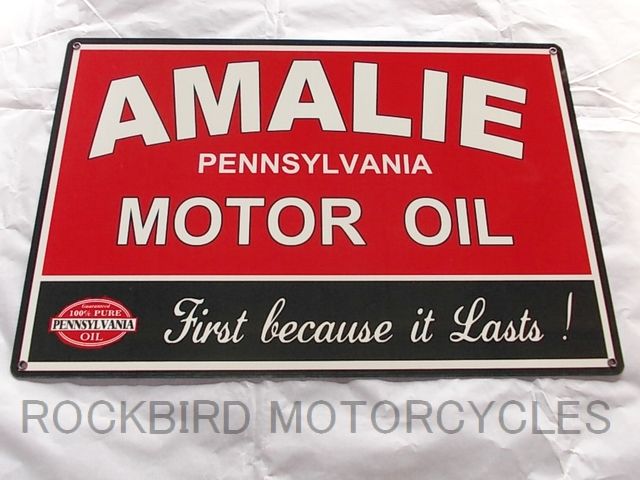 AMALIE
PENNSYLVANIA
MOTOR OIL
Guaranteed
100% PURE
PENNSYLVANIA
OIL
First because it Lasts !
ROCKBIRD MOTORCYCLES